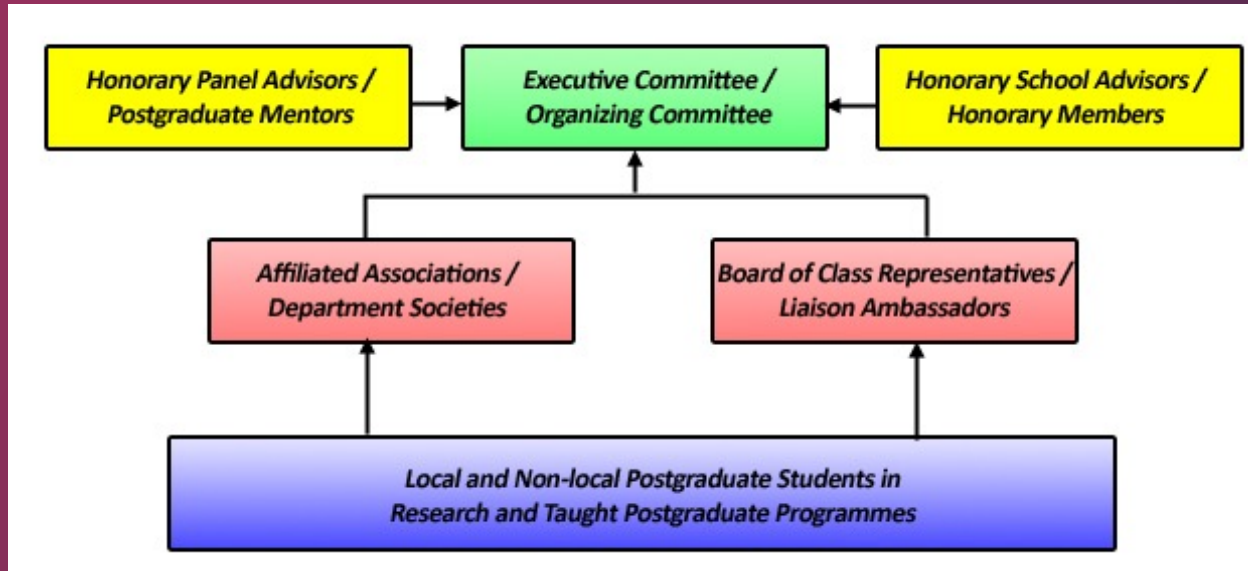 Honorary Panel Advisors /
Postgraduate Mentors
Executive Committee /
Organizing Committee
Honorary School Advisors /
Honorary Members
Affiliated Associations /
Department Societies
Board of Class Representatives /
Liaison Ambassadors
Local and Non-local Postgraduate Students in
Research and Taught Postgraduate Programmes